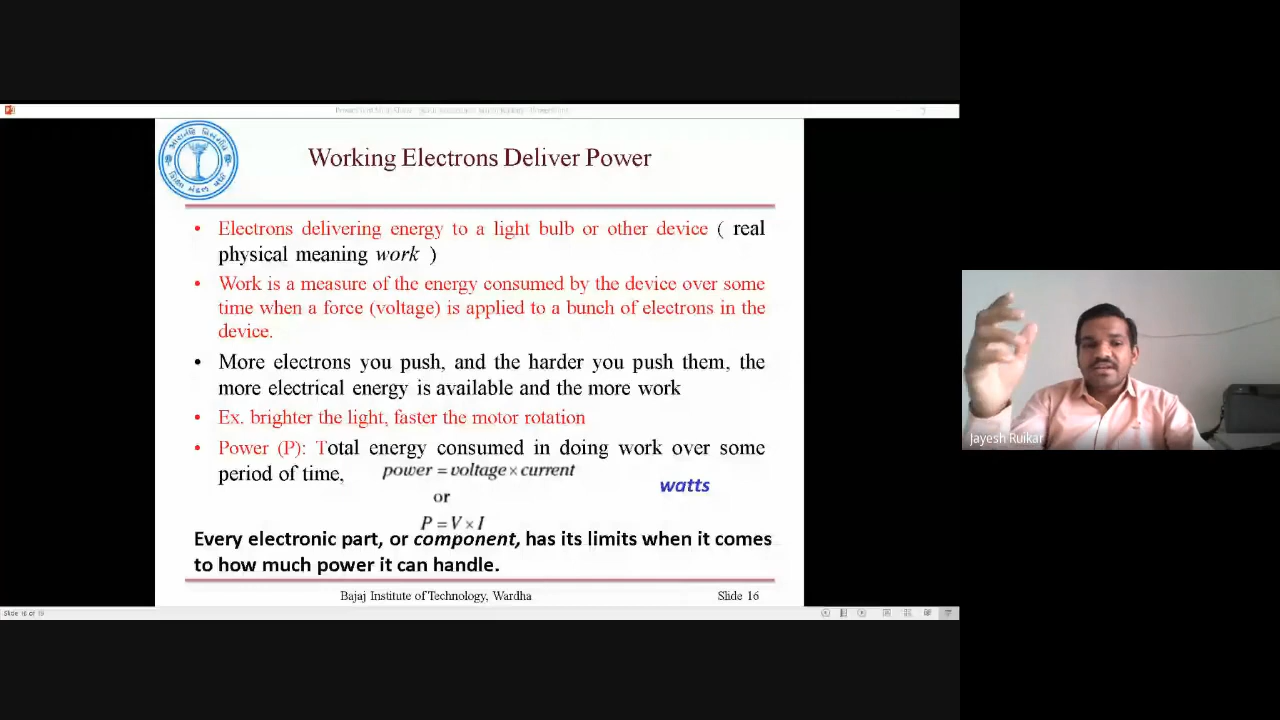 Working Electrons Deliver Power
• Electrons delivering energy to a light bulb or other device ( real
physical meaning work )
• Work is a measure of the energy consumed by the device over some
time when a force (voltage) is applied to a bunch of electrons in the
device.
• More electrons you push, and the harder you push them, the
more electrical energy is available and the more work
• Ex. brighter the light, faster the motor rotation
• Power (P): Total energy consumed in doing work over some
period of time,
power = voltage × current
watts
or
P = V × I
Every electronic part, or component, has its limits when it comes
to how much power it can handle.
Bajaj Institute of Technology, Wardha
Slide 16
Slide 16 of 19
Jayesh Ruikar